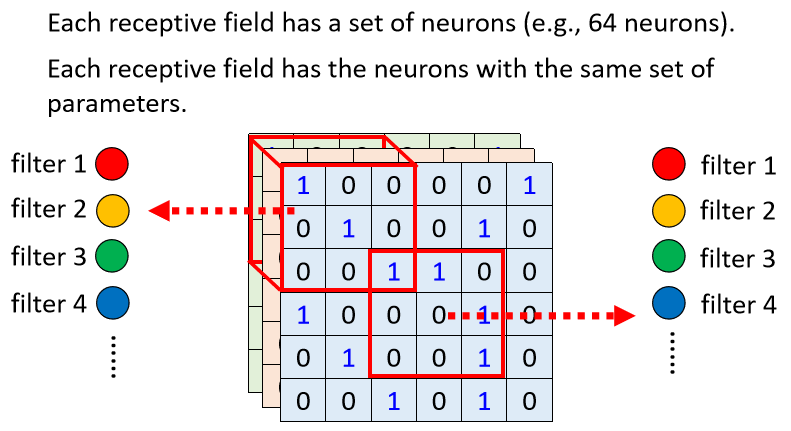 Each receptive field has a set of neurons (e.g., 64 neurons).
Each receptive field has the neurons with the same set of
parameters.
filter 1
filter 2
filter 3
filter 4
1 0 0 0 0 1
0 1 0 0 1 0
0 0 1 1 0 0
1 0 0 0 1 0
0 1 0 0 1 0
0 0 1 0 1 0
filter 1
filter 2
filter 3
filter 4